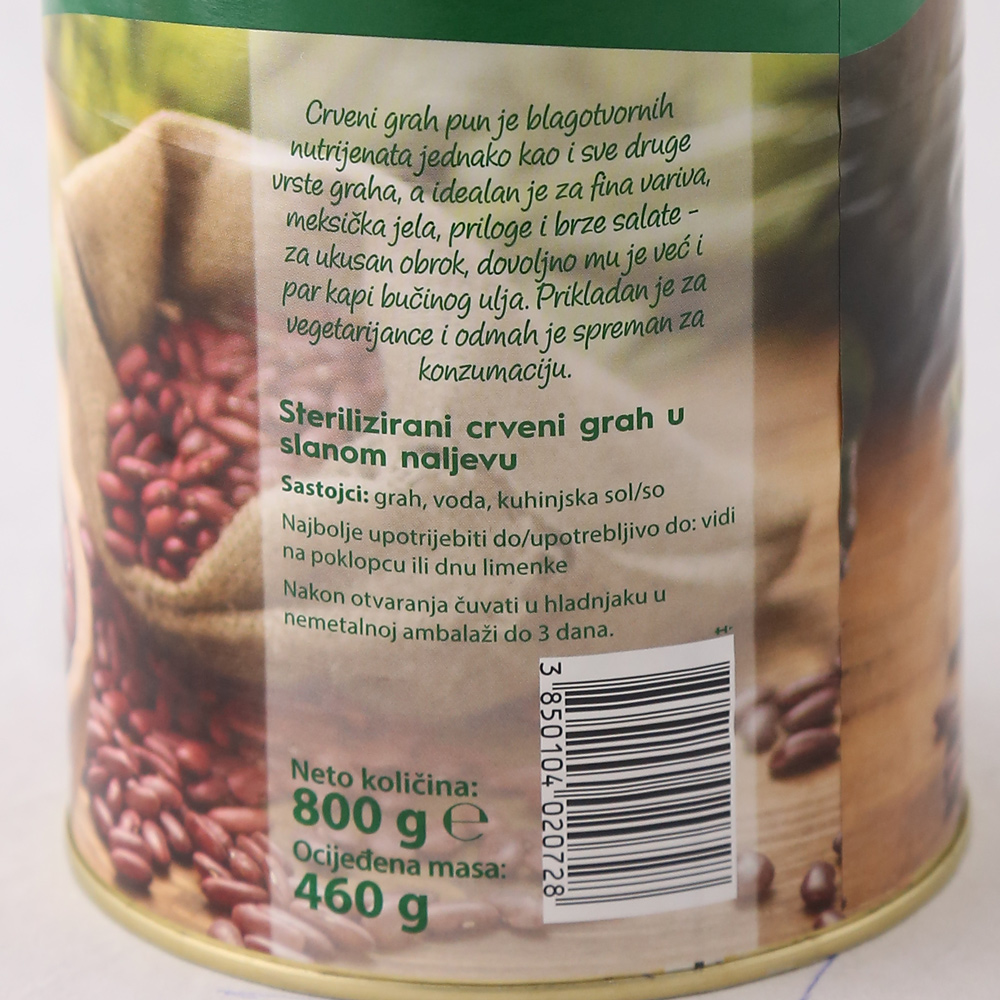 Crveni grah pun je blagotvornih
nutrijenata jednako kao i sve druge
vrste graha, a idealan je za fina variva,
meksička jela, priloge i brze salate -
za ukusan obrok, dovoljno mu je već i
par kapi bučinog ulja. Prikladan je za
vegetarijance i odmah je spreman za
konzumaciju.
Sterilizirani crveni grah u
slanom naljevu
Sastojci: grah, voda, kuhinjska sol/so
Najbolje upotrijebiti do/upotrebljivo do: vidi
na poklopcu ili dnu limenke
Nakon otvaranja čuvati u hladnjaku u
nemetalnoj ambalaži do 3 dana.
Neto količina:
800 g ℮
Ocijeđena masa:
460 g
3 850104 020728